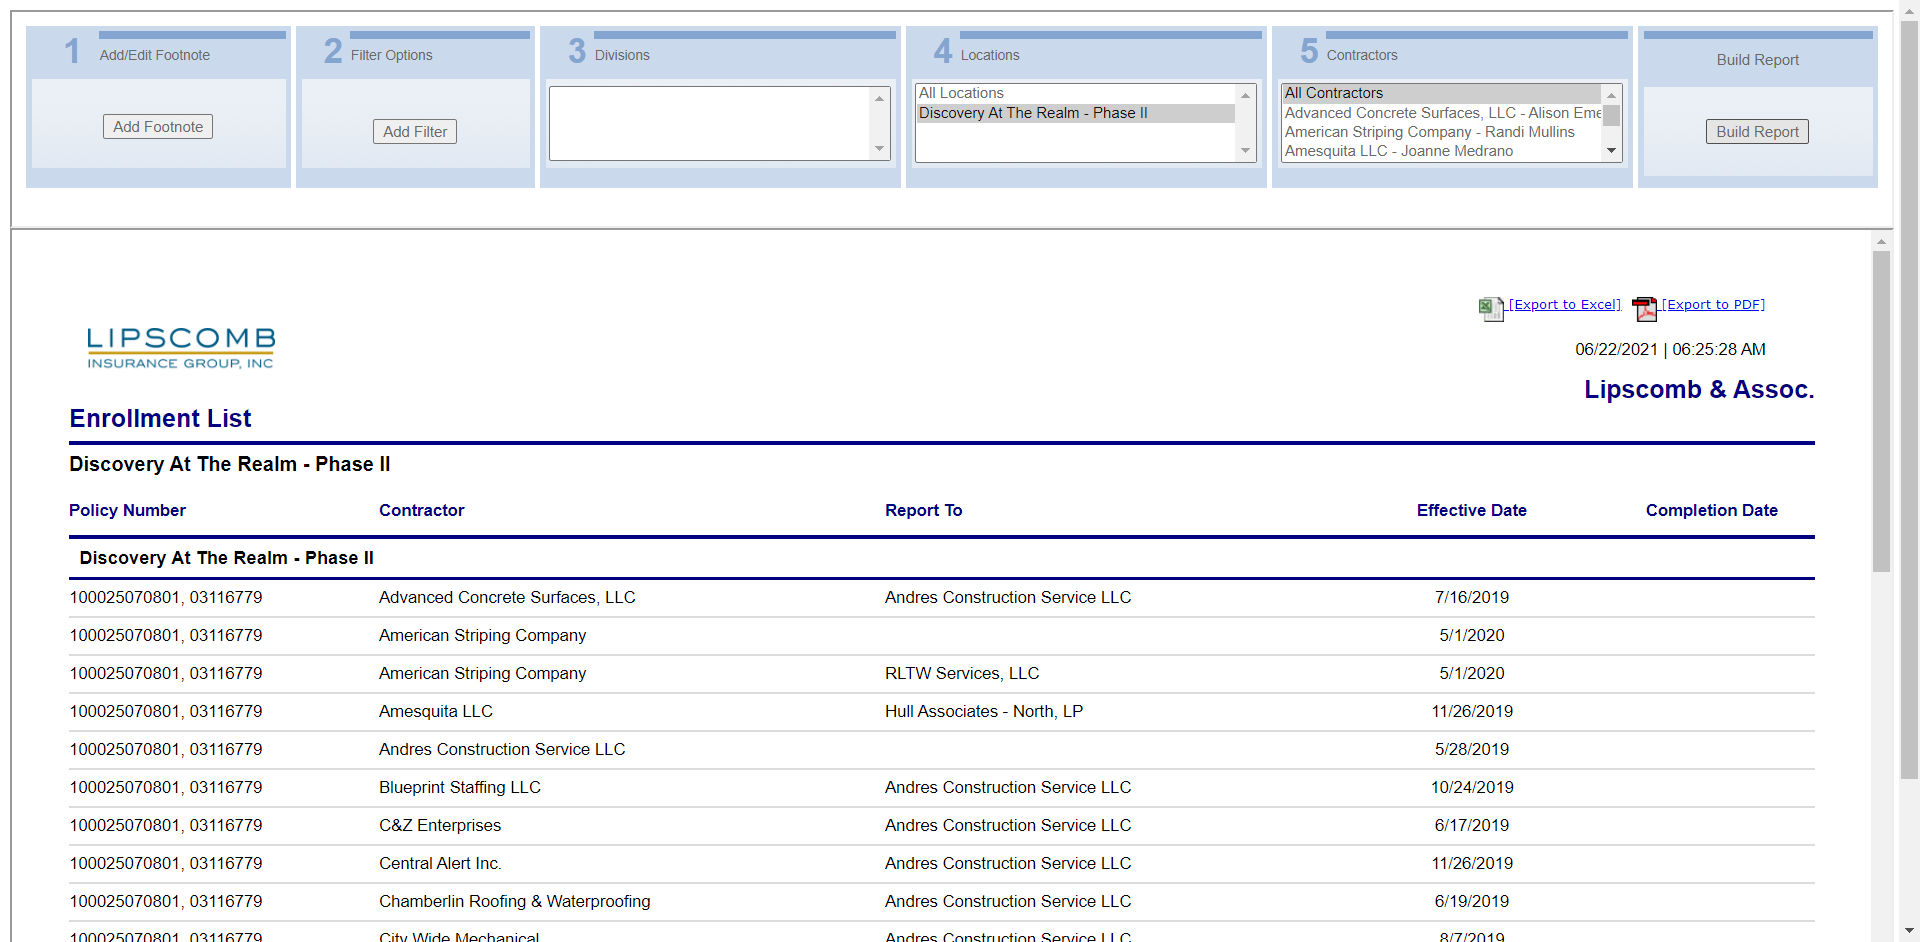 1 Add/Edit Footnote
Add Footnote
2 Filter Options
Add Filter
3 Divisions
4 Locations
All Locations
Discovery At The Realm - Phase II
5 Contractors
All Contractors
Advanced Concrete Surfaces, LLC - Alison Eme
American Striping Company - Randi Mullins
Amesquita LLC - Joanne Medrano
Build Report
Build Report
[Export to Excel] [Export to PDF]
LIPSCOMB
INSURANCE GROUP, INC
06/22/2021 | 06:25:28 AM
Lipscomb & Assoc.
Enrollment List
Discovery At The Realm - Phase II
Policy Number Contractor Report To Effective Date Completion Date
Discovery At The Realm - Phase II
100025070801, 03116779 Advanced Concrete Surfaces, LLC Andres Construction Service LLC 7/16/2019
100025070801, 03116779 American Striping Company 5/1/2020
100025070801, 03116779 American Striping Company RLTW Services, LLC 5/1/2020
100025070801, 03116779 Amesquita LLC Hull Associates - North, LP 11/26/2019
100025070801, 03116779 Andres Construction Service LLC 5/28/2019
100025070801, 03116779 Blueprint Staffing LLC Andres Construction Service LLC 10/24/2019
100025070801, 03116779 C&Z Enterprises Andres Construction Service LLC 6/17/2019
100025070801, 03116779 Central Alert Inc. Andres Construction Service LLC 11/26/2019
100025070801, 03116779 Chamberlin Roofing & Waterproofing Andres Construction Service LLC 6/19/2019
100025070801, 03116779 City Wide Mechanical Andres Construction Service LLC 8/7/2019